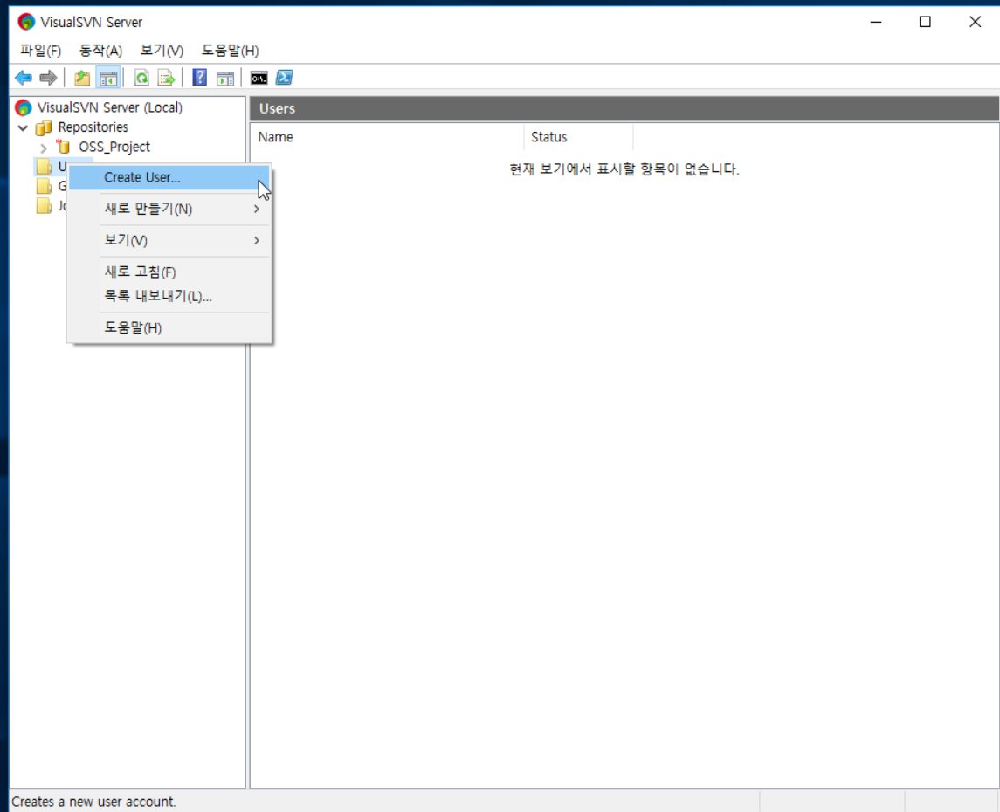 VisualSVN Server
파일(F) 동작(A) 보기(V) 도움말(H)
VisualSVN Server (Local)
Repositories
OSS_Project
Users
Name Status
현재 보기에서 표시할 항목이 없습니다.
Create User...
새로 만들기(N)
보기(V)
새로 고침(F)
목록 내보내기(L)...
도움말(H)
Creates a new user account.